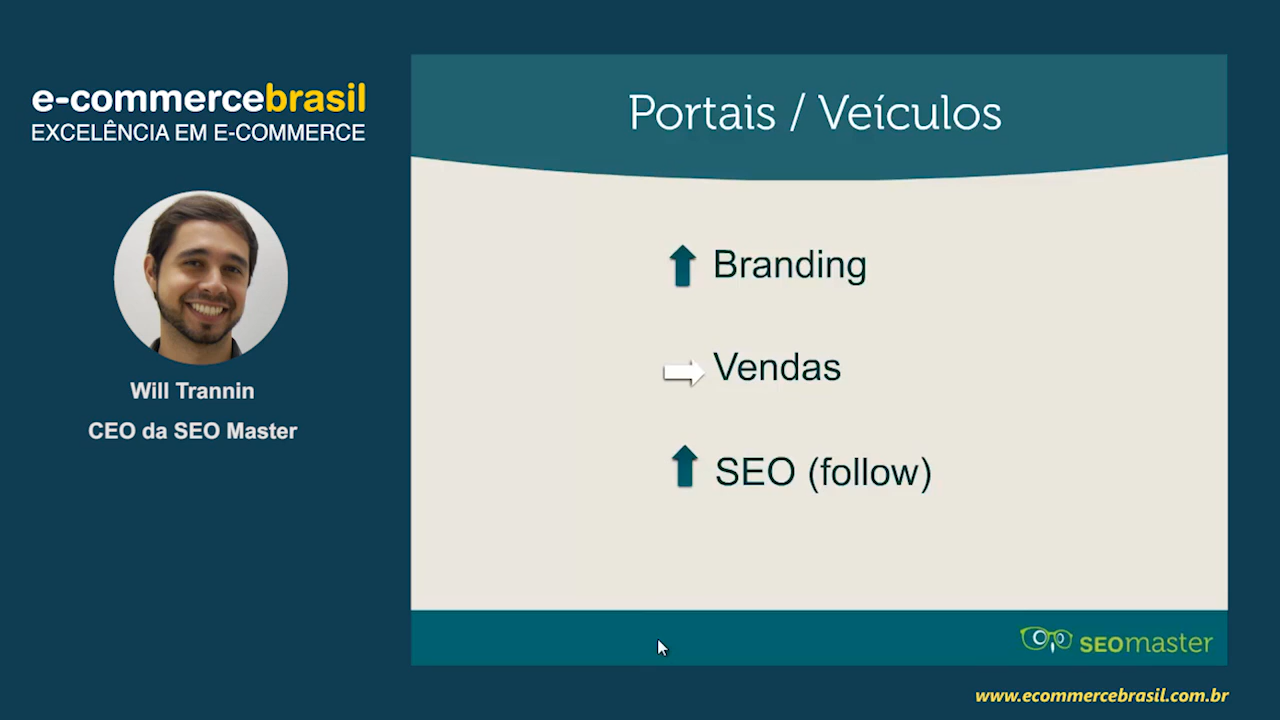 e-commercebrasil
EXCELÊNCIA EM E-COMMERCE
Will Trannin
CEO da SEO Master
Portais / Veículos
Branding
Vendas
SEO (follow)
SEOmaster
www.ecommercebrasil.com.br